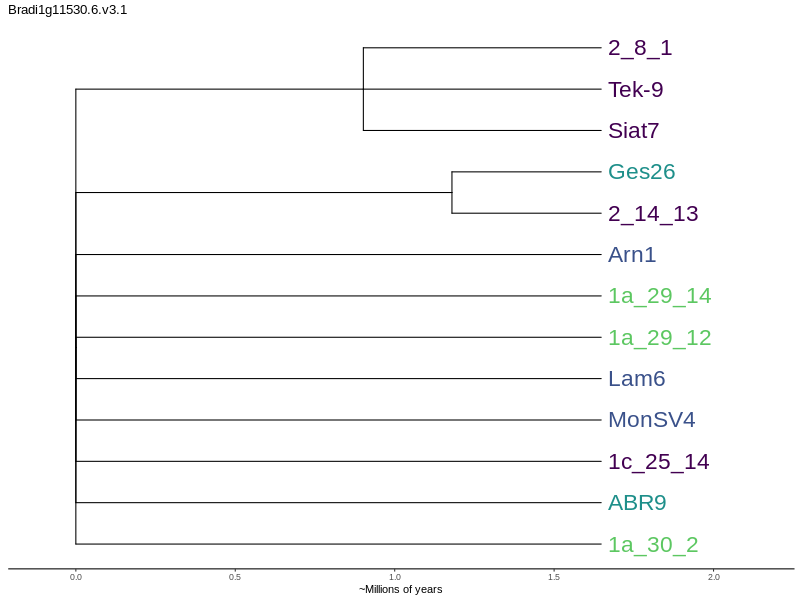 Bradi1g11530.6.v3.1
2_8_1
Tek-9
Siat7
Ges26
2_14_13
Arn1
1a_29_14
1a_29_12
Lam6
MonSV4
1c_25_14
ABR9
1a_30_2
0.0 0.5 1.0 1.5 2.0
~Millions of years